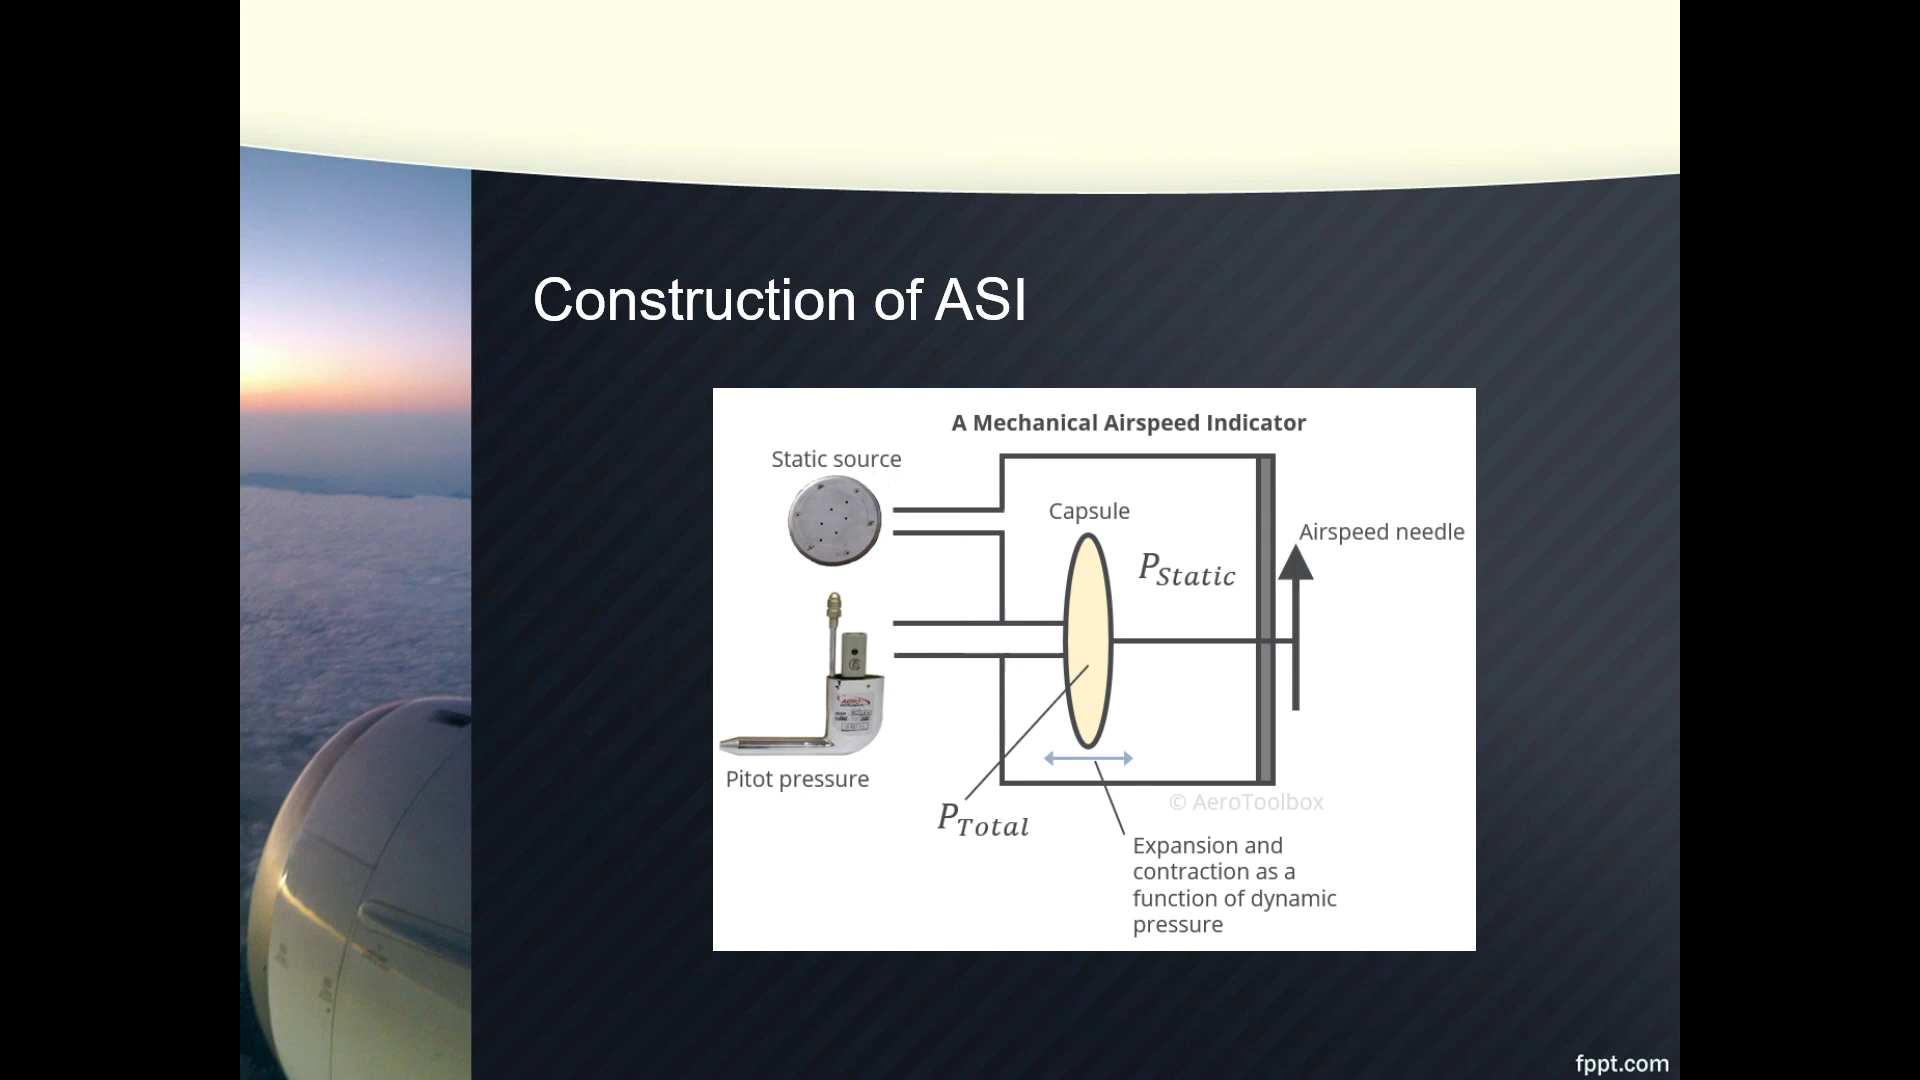 Construction of ASI
A Mechanical Airspeed Indicator
Static source
Capsule
Airspeed needle
P_Static
Pitot pressure
P_Total
© AeroToolbox
Expansion and
contraction as a
function of dynamic
pressure
fppt.com